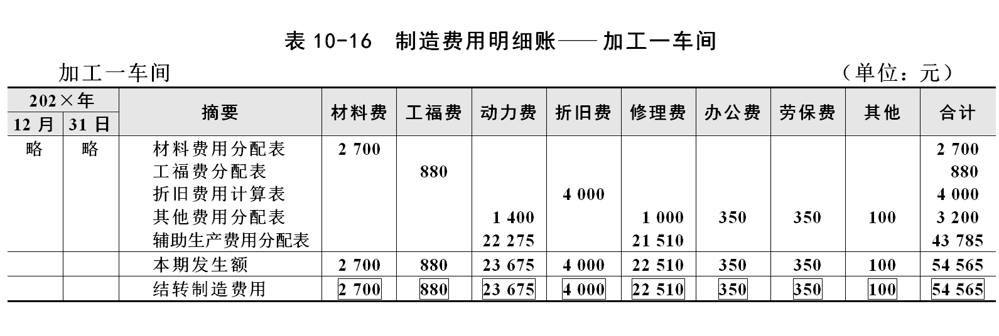 表 10-16 制造费用明细账——加工一车间
加工一车间 （单位：元）
202×年 摘要 材料费 工福费 动力费 折旧费 修理费 办公费 劳保费 其他 合计
12 月 31 日
略 略 材料费用分配表 2 700 2 700
工福费分配表 880 880
折旧费用计算表 4 000 4 000
其他费用分配表 1 400 1 000 350 350 100 3 200
辅助生产费用分配表 22 275 21 510 43 785
本期发生额 2 700 880 23 675 4 000 22 510 350 350 100 54 565
结转制造费用 2 700 880 23 675 4 000 22 510 350 350 100 54 565